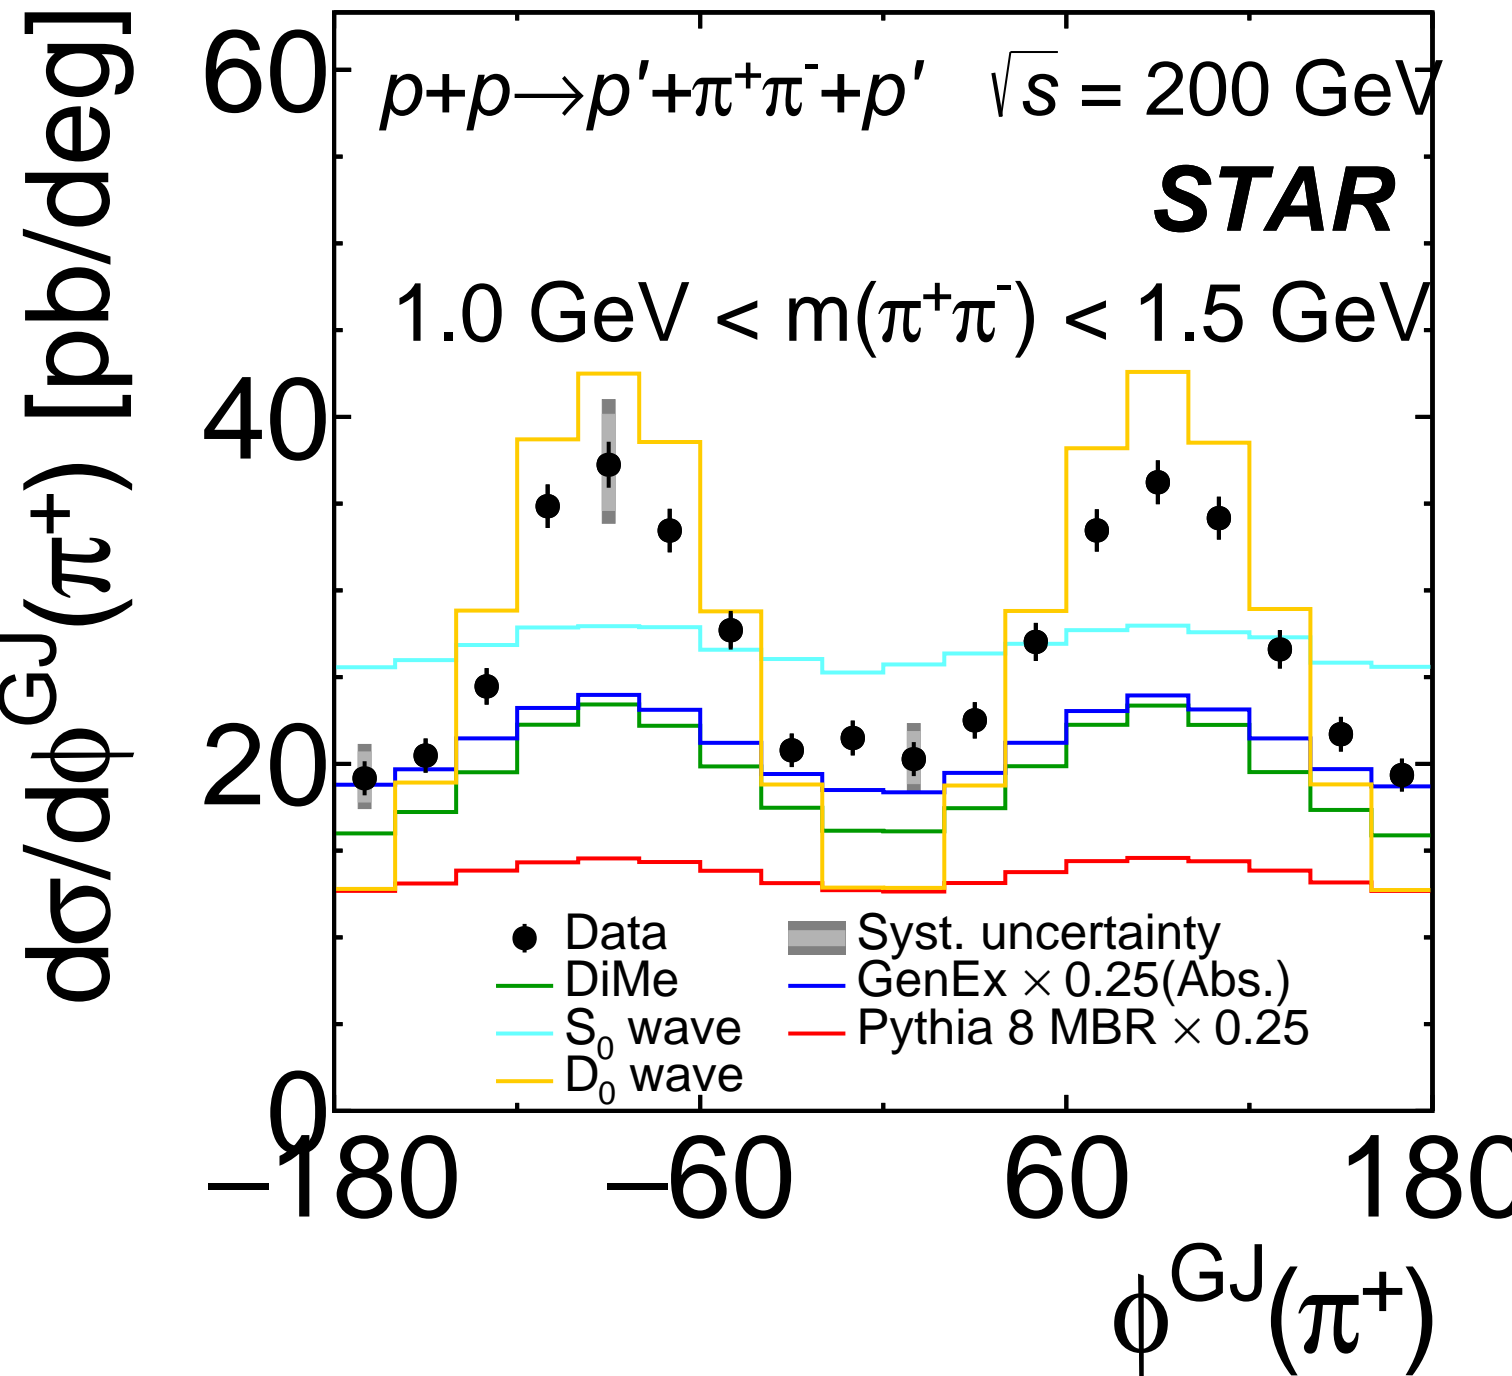 dσ/dϕ^GJ(π⁺) [pb/deg]
60
40
20
0
p+p→p′+π⁺π⁻+p′ √s = 200 GeV
STAR
1.0 GeV < m(π⁺π⁻) < 1.5 GeV
Data
Syst. uncertainty
DiMe
GenEx × 0.25(Abs.)
S₀ wave
Pythia 8 MBR × 0.25
D₀ wave
−180 −60 60 180
ϕ^GJ(π⁺)